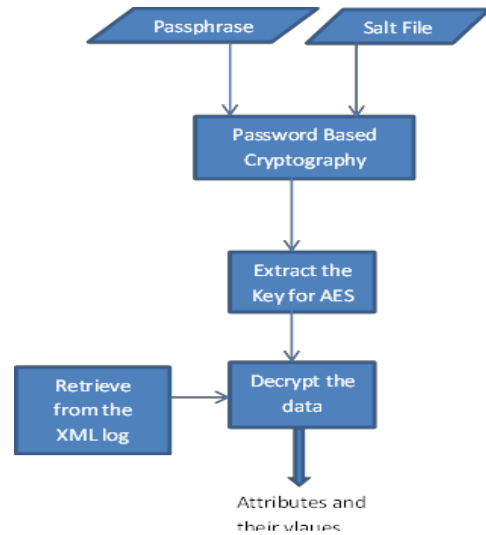 Passphrase
Salt File
Password Based
Cryptography
Extract the
Key for AES
Retrieve
from the
XML log
Decrypt the
data
Attributes and
their vlaues